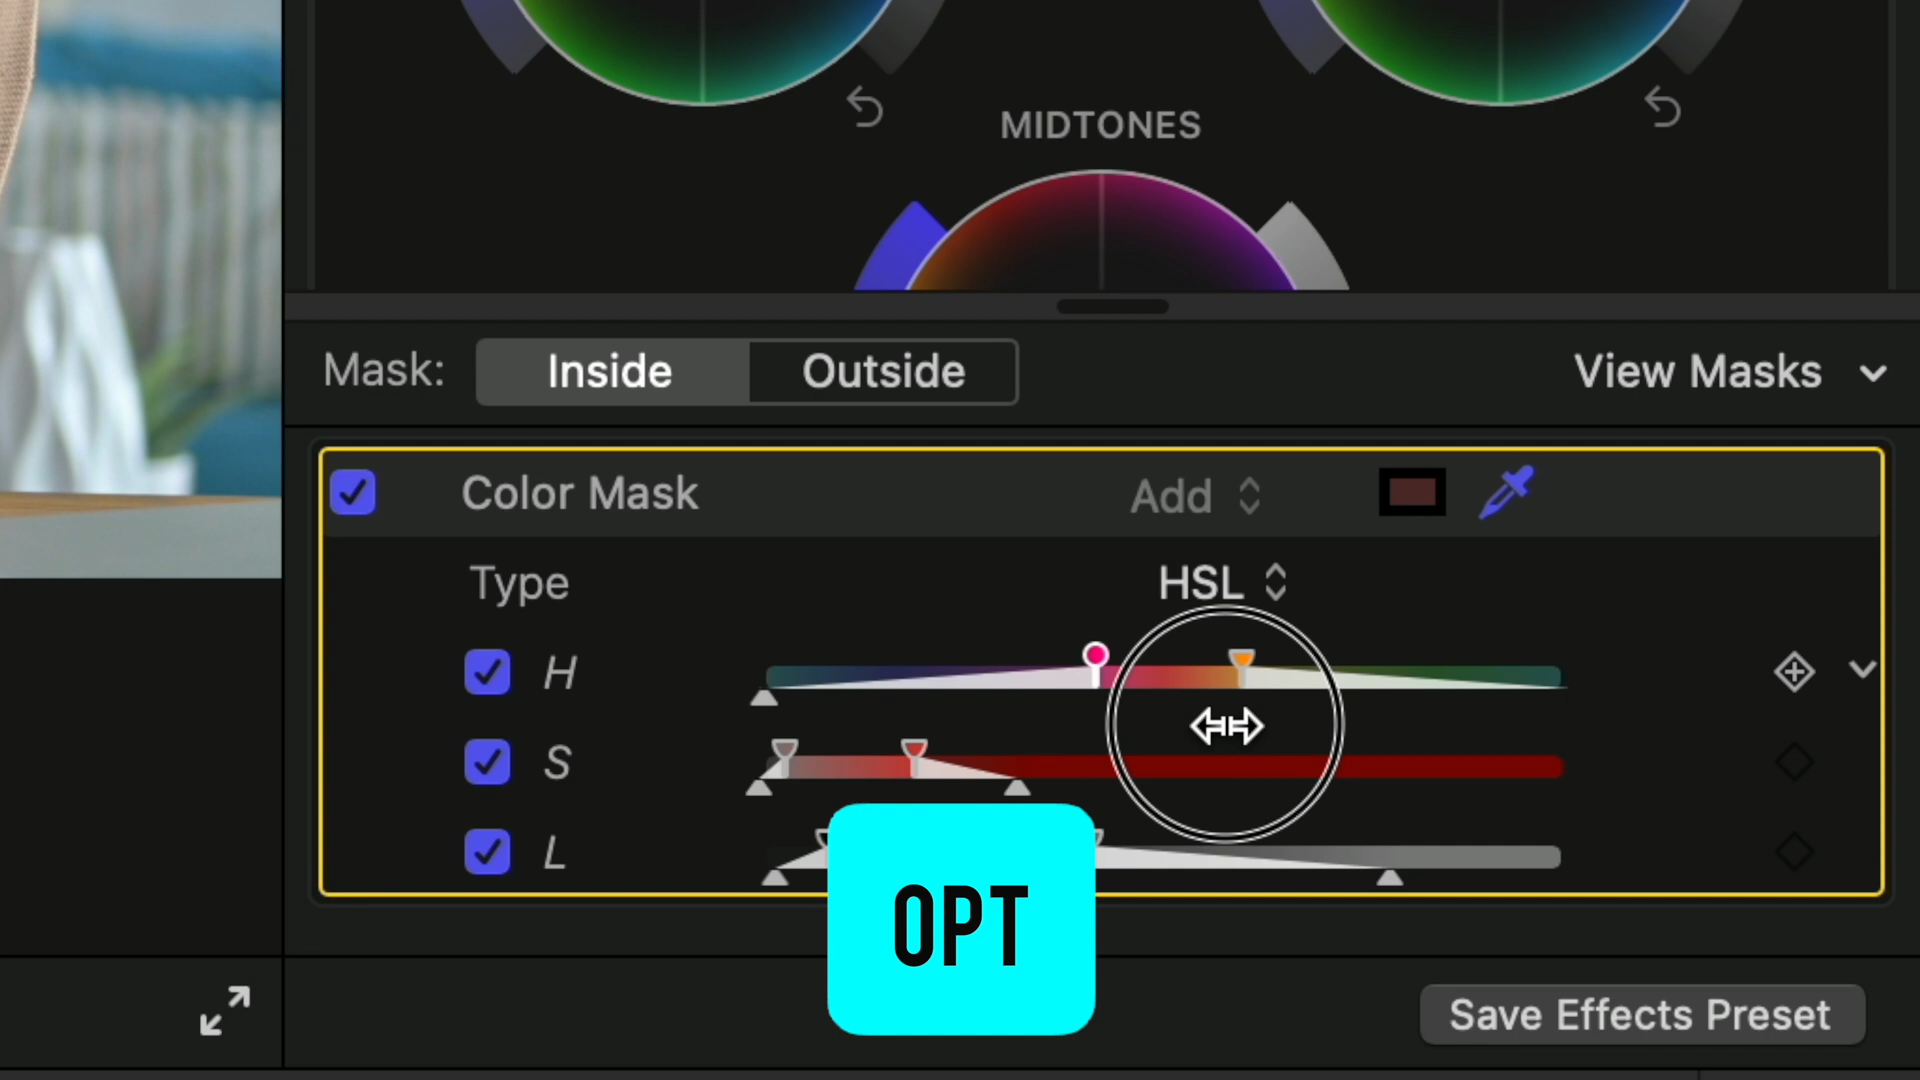 MIDTONES
Mask:
Inside
Outside
View Masks
Color Mask
Add
Type
HSL
H
S
L
OPT
Save Effects Preset